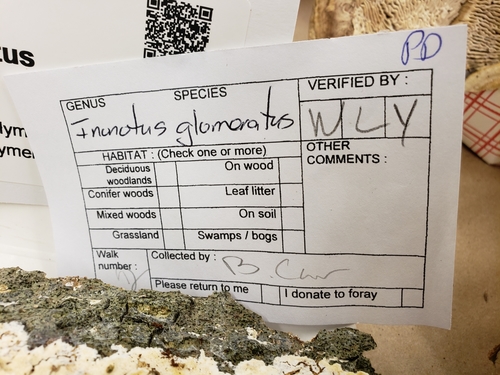 PD
GENUS SPECIES VERIFIED BY :
Inonotus glomeratus WLY
HABITAT : (Check one or more)
OTHER COMMENTS :
Deciduous woodlands
On wood
Conifer woods
Leaf litter
Mixed woods
On soil
Grassland
Swamps / bogs
Walk number :
Collected by : B.
Please return to me
I donate to foray